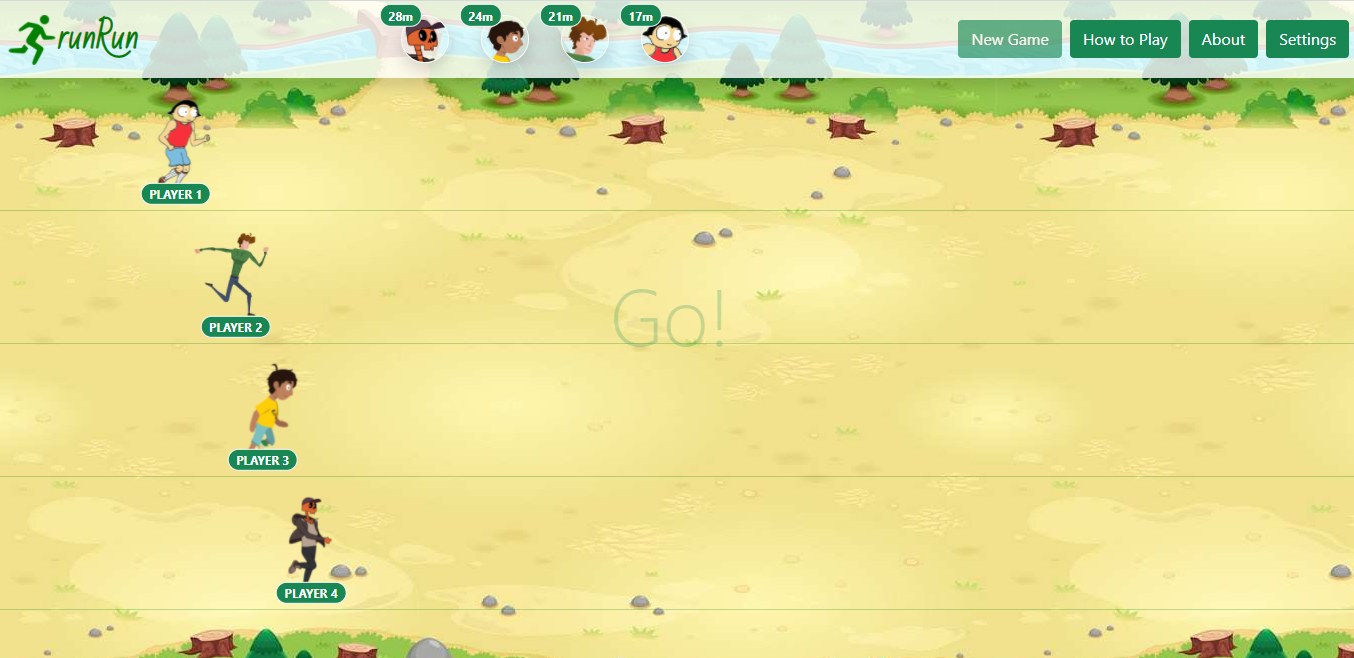 runRun
28m
24m
21m
17m
New Game
How to Play
About
Settings
PLAYER 1
PLAYER 2
Go!
PLAYER 3
PLAYER 4